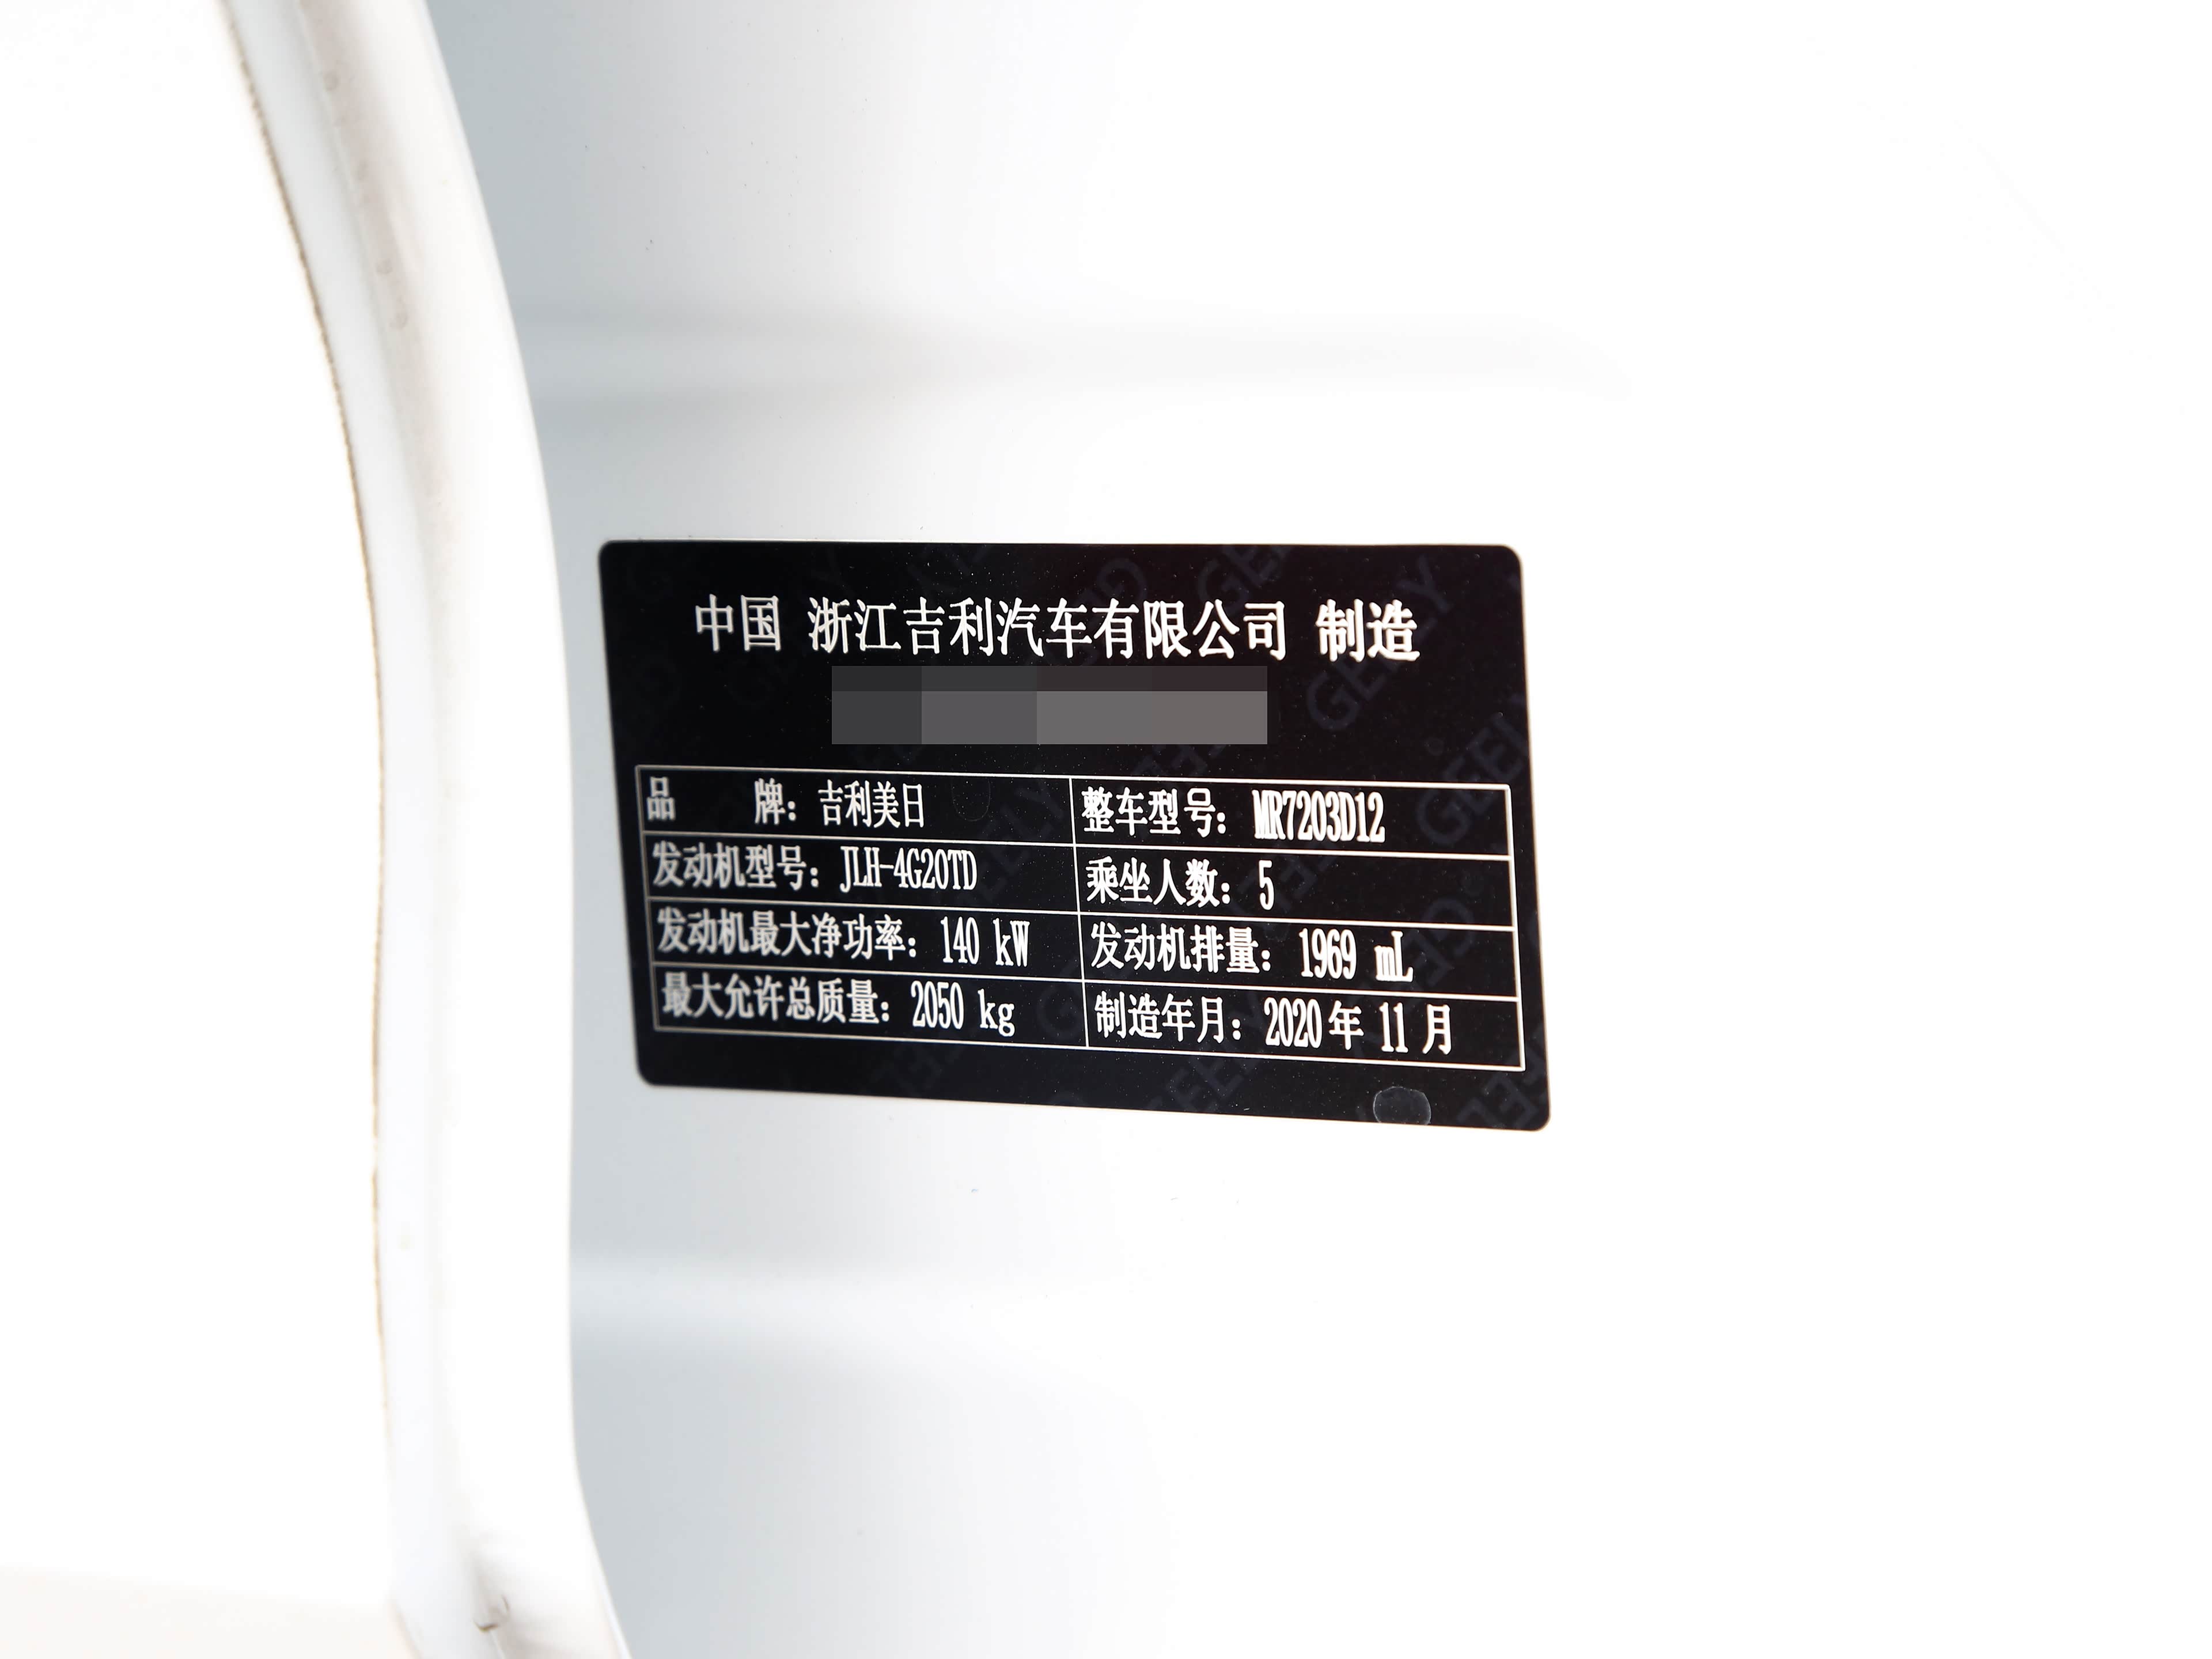 中国 浙江吉利汽车有限公司 制造
品 牌：吉利美日 整车型号：MR7203D12
发动机型号：JLH-4G20TD 乘坐人数：5
发动机最大净功率：140 kW 发动机排量：1969 mL
最大允许总质量：2050 kg 制造年月：2020年 11 月